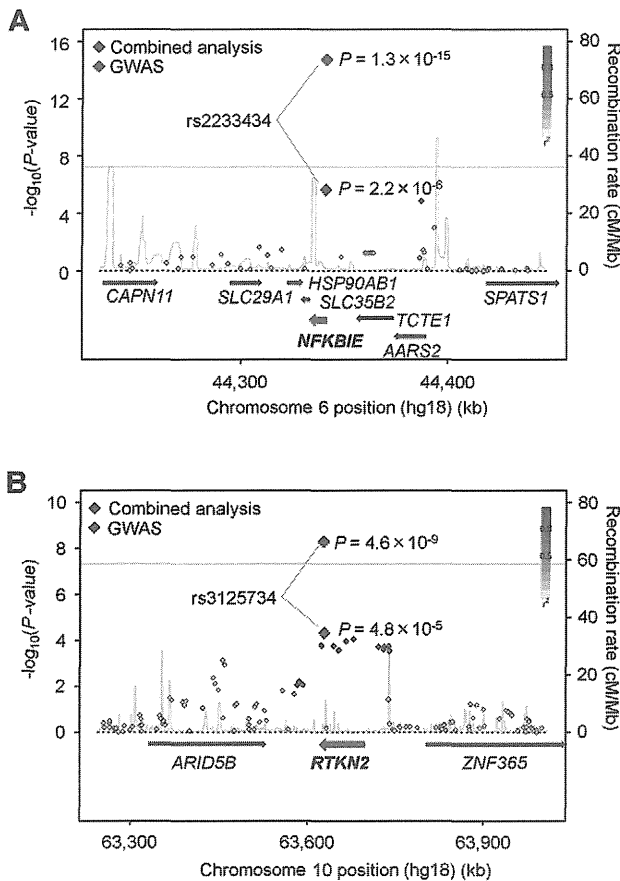 A
Combined analysis
GWAS
P = 1.3 × 10-15
rs2233434
P = 2.2 × 10-6
16
12
8
4
0
-log10(P-value)
80
60
40
20
0
Recombination rate (cM/Mb)
CAPN11
SLC29A1
HSP90AB1
SLC35B2
NFKBIE
TCTE1
AARS2
SPATS1
44,300
44,400
Chromosome 6 position (hg18) (kb)
B
Combined analysis
GWAS
P = 4.6 × 10-9
rs3125734
P = 4.8 × 10-5
10
8
6
4
2
0
-log10(P-value)
80
60
40
20
0
Recombination rate (cM/Mb)
ARID5B
RTKN2
ZNF365
63,300
63,600
63,900
Chromosome 10 position (hg18) (kb)